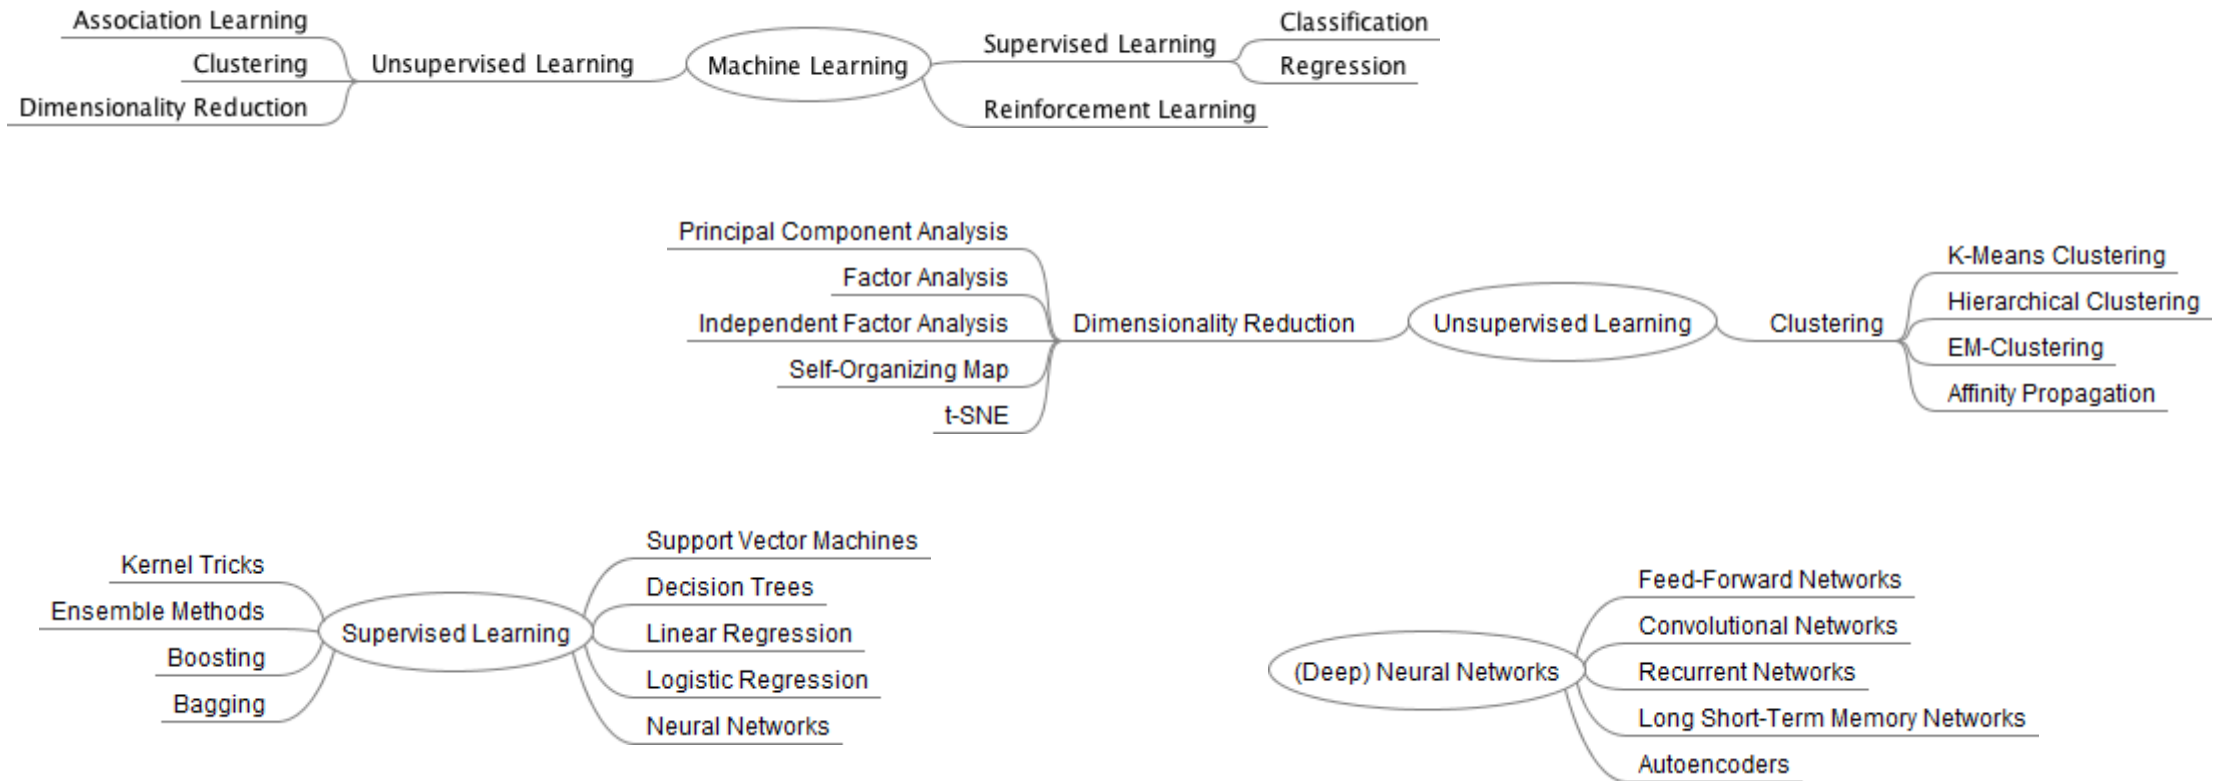 Association Learning
Clustering
Dimensionality Reduction
Unsupervised Learning
Machine Learning
Supervised Learning
Classification
Regression
Reinforcement Learning
Principal Component Analysis
Factor Analysis
Independent Factor Analysis
Self-Organizing Map
t-SNE
Dimensionality Reduction
Unsupervised Learning
Clustering
K-Means Clustering
Hierarchical Clustering
EM-Clustering
Affinity Propagation
Kernel Tricks
Ensemble Methods
Boosting
Bagging
Supervised Learning
Support Vector Machines
Decision Trees
Linear Regression
Logistic Regression
Neural Networks
(Deep) Neural Networks
Feed-Forward Networks
Convolutional Networks
Recurrent Networks
Long Short-Term Memory Networks
Autoencoders